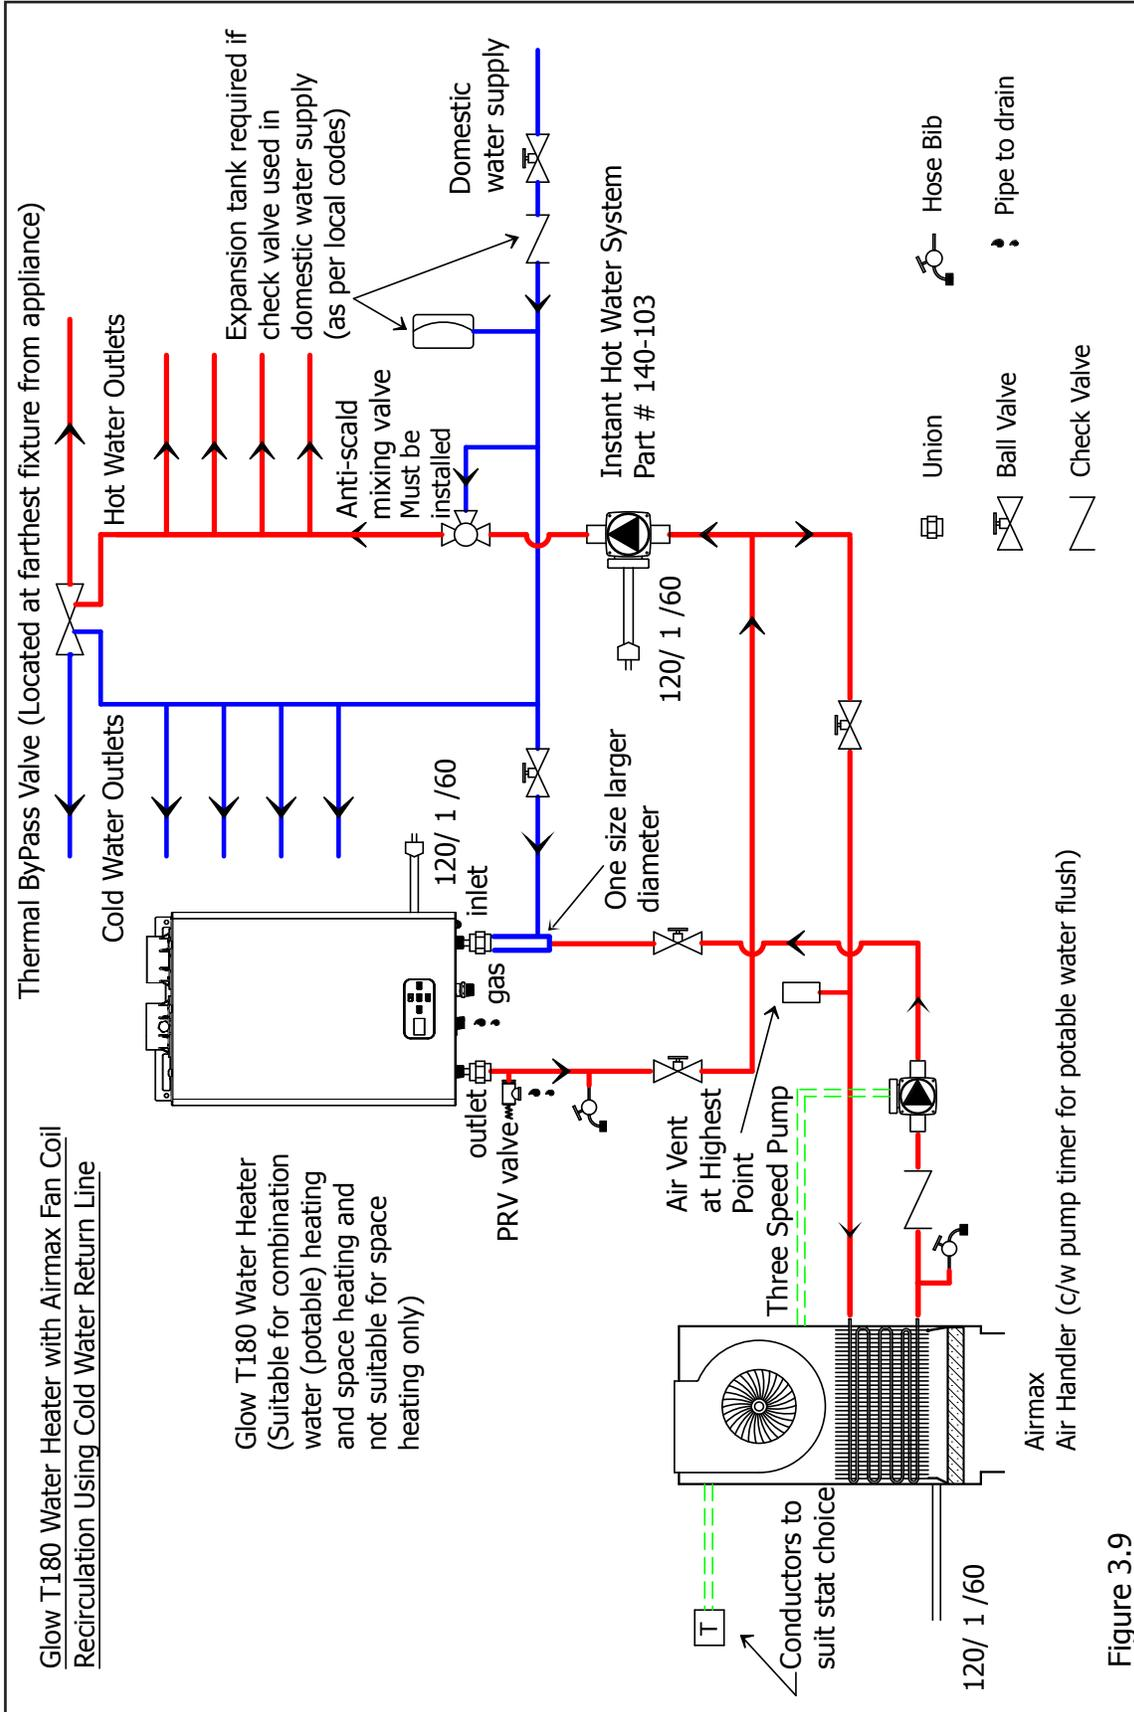 Glow T180 Water Heater with Airmax Fan Coil
Recirculation Using Cold Water Return Line
Thermal ByPass Valve (Located at farthest fixture from appliance)
Cold Water Outlets
Hot Water Outlets
Expansion tank required if
check valve used in
domestic water supply
(as per local codes)
Glow T180 Water Heater
(Suitable for combination
water (potable) heating
and space heating and
not suitable for space
heating only)
120/ 1 /60
Anti-scald
mixing valve
Must be
installed
Domestic
water supply
outlet
gas
inlet
PRV valve
One size larger
diameter
Instant Hot Water System
Part # 140-103
120/ 1 /60
Air Vent
at Highest
Point
Three Speed Pump
T
Conductors to
suit stat choice
120/ 1 /60
Airmax
Air Handler (c/w pump timer for potable water flush)
Union
Hose Bib
Ball Valve
Pipe to drain
Check Valve
Figure 3.9